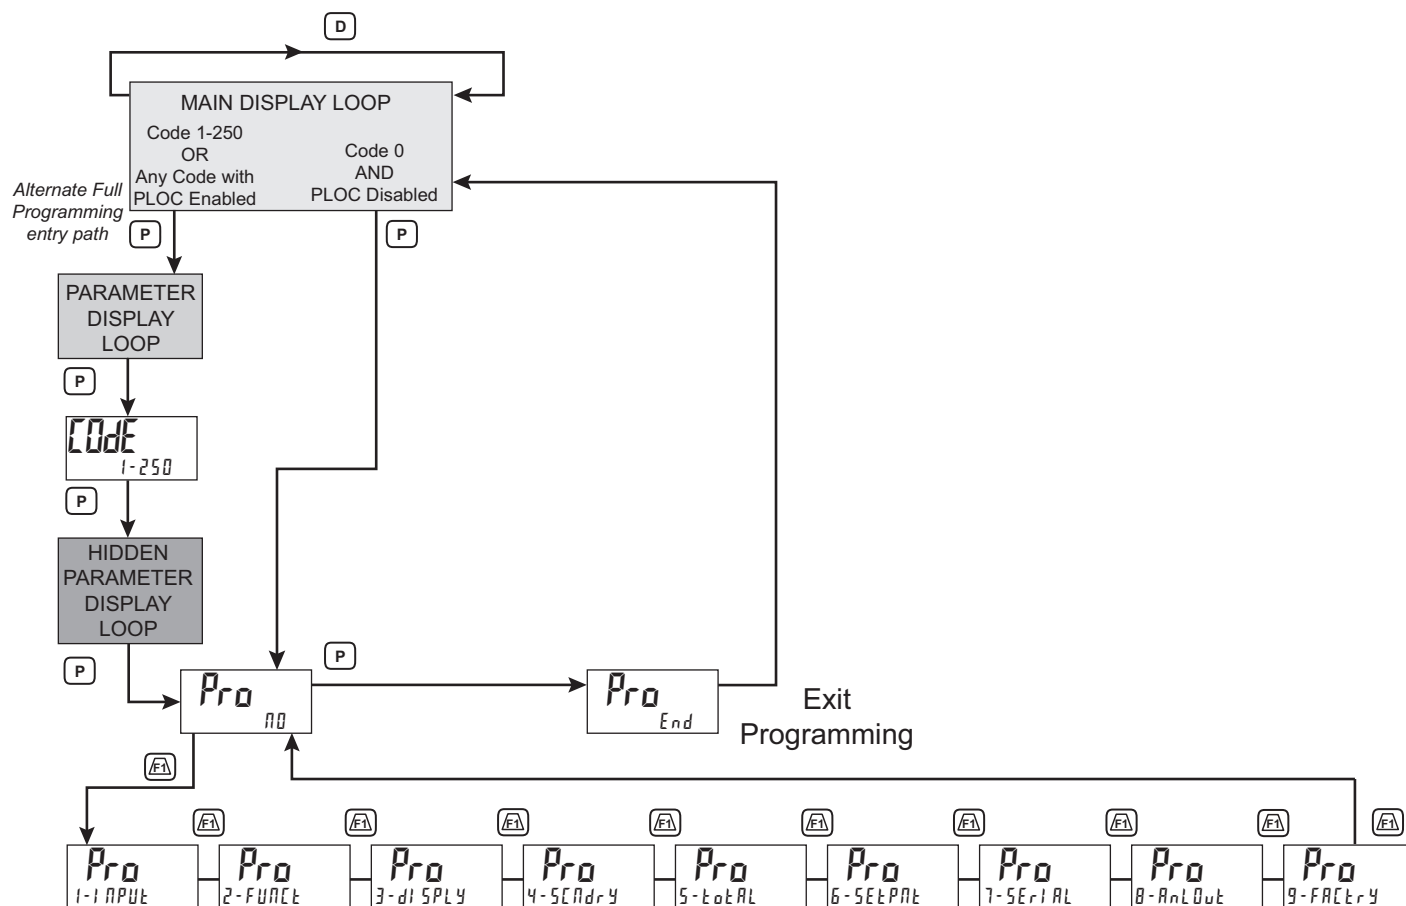 D
MAIN DISPLAY LOOP
Code 1-250
OR
Any Code with
PLOC Enabled
Code 0
AND
PLOC Disabled
Alternate Full
Programming
entry path
P
P
PARAMETER
DISPLAY
LOOP
P
COdE
1-250
P
HIDDEN
PARAMETER
DISPLAY
LOOP
P
Pro
NO
P
Pro
End
Exit
Programming
F1
F1
F1
F1
F1
F1
F1
F1
F1
F1
Pro
1-INPUt
Pro
2-FUNCt
Pro
3-diSPLY
Pro
4-SCNdrY
Pro
5-totAL
Pro
6-SEtPNt
Pro
7-SErIAL
Pro
8-AnLOut
Pro
9-FACtrY